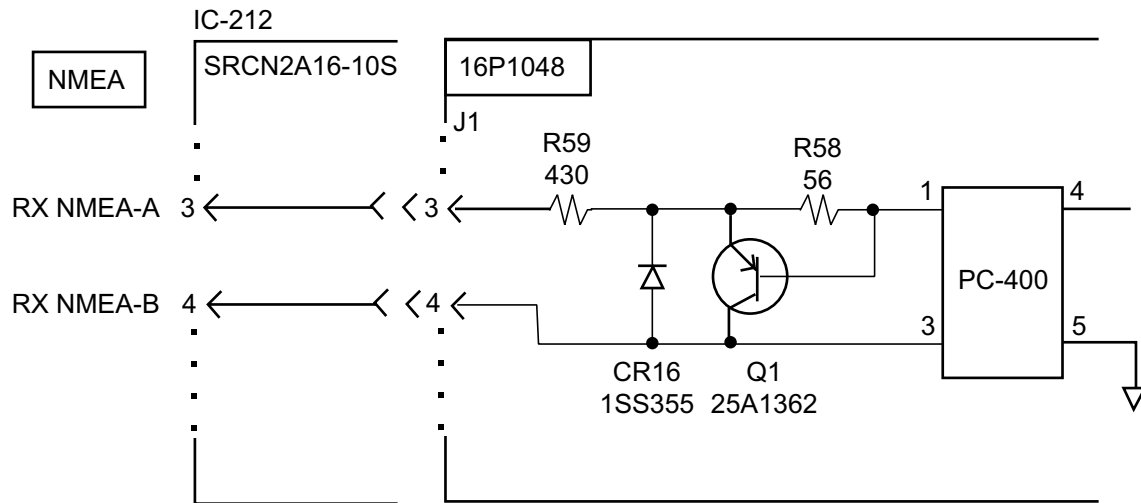 IC-212
NMEA
SRCN2A16-10S
16P1048
J1
R59
430
R58
56
RX NMEA-A 3
3
1
4
RX NMEA-B 4
4
PC-400
3
5
CR16
1SS355
Q1
25A1362